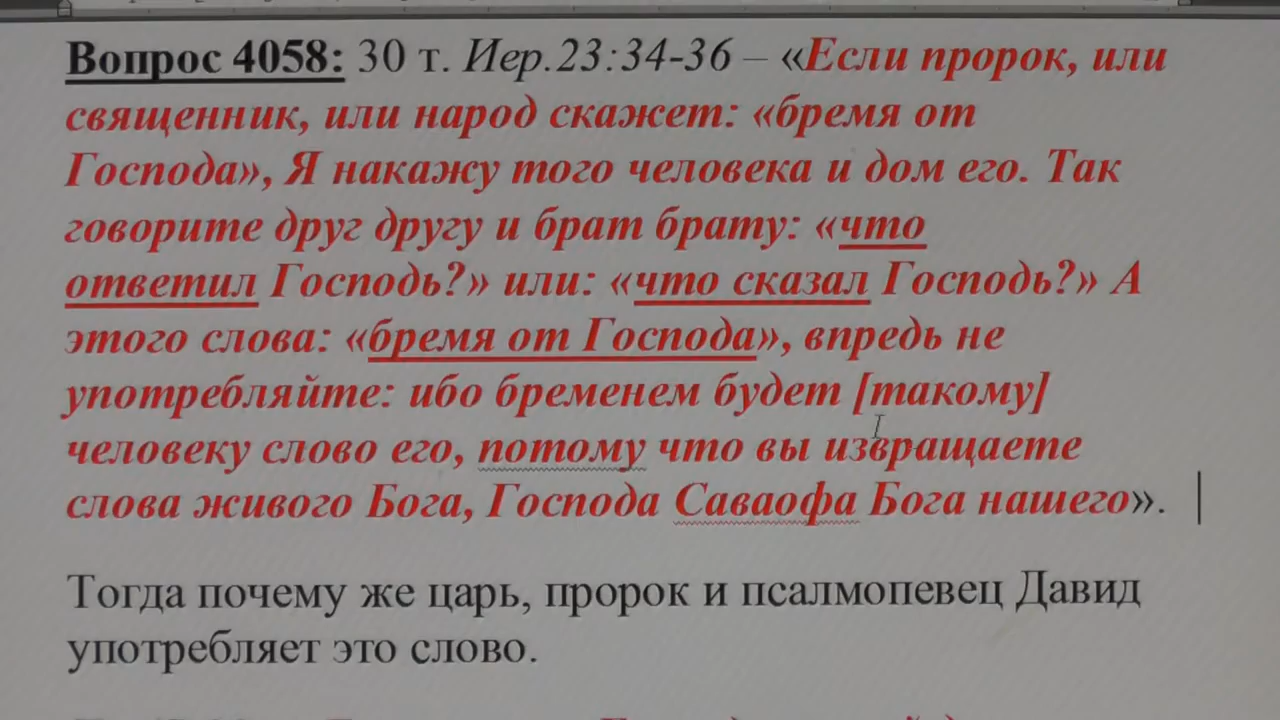 Вопрос 4058: 30 т. Иер.23:34-36 – «Если пророк, или
священник, или народ скажет: «бремя от
Господа», Я накажу того человека и дом его. Так
говорите друг другу и брат брату: «что
ответил Господь?» или: «что сказал Господь?» А
этого слова: «бремя от Господа», впредь не
употребляйте: ибо бременем будет [такому]
человеку слово его, потому что вы извращаете
слова живого Бога, Господа Саваофа Бога нашего».
Тогда почему же царь, пророк и псалмопевец Давид
употребляет это слово.